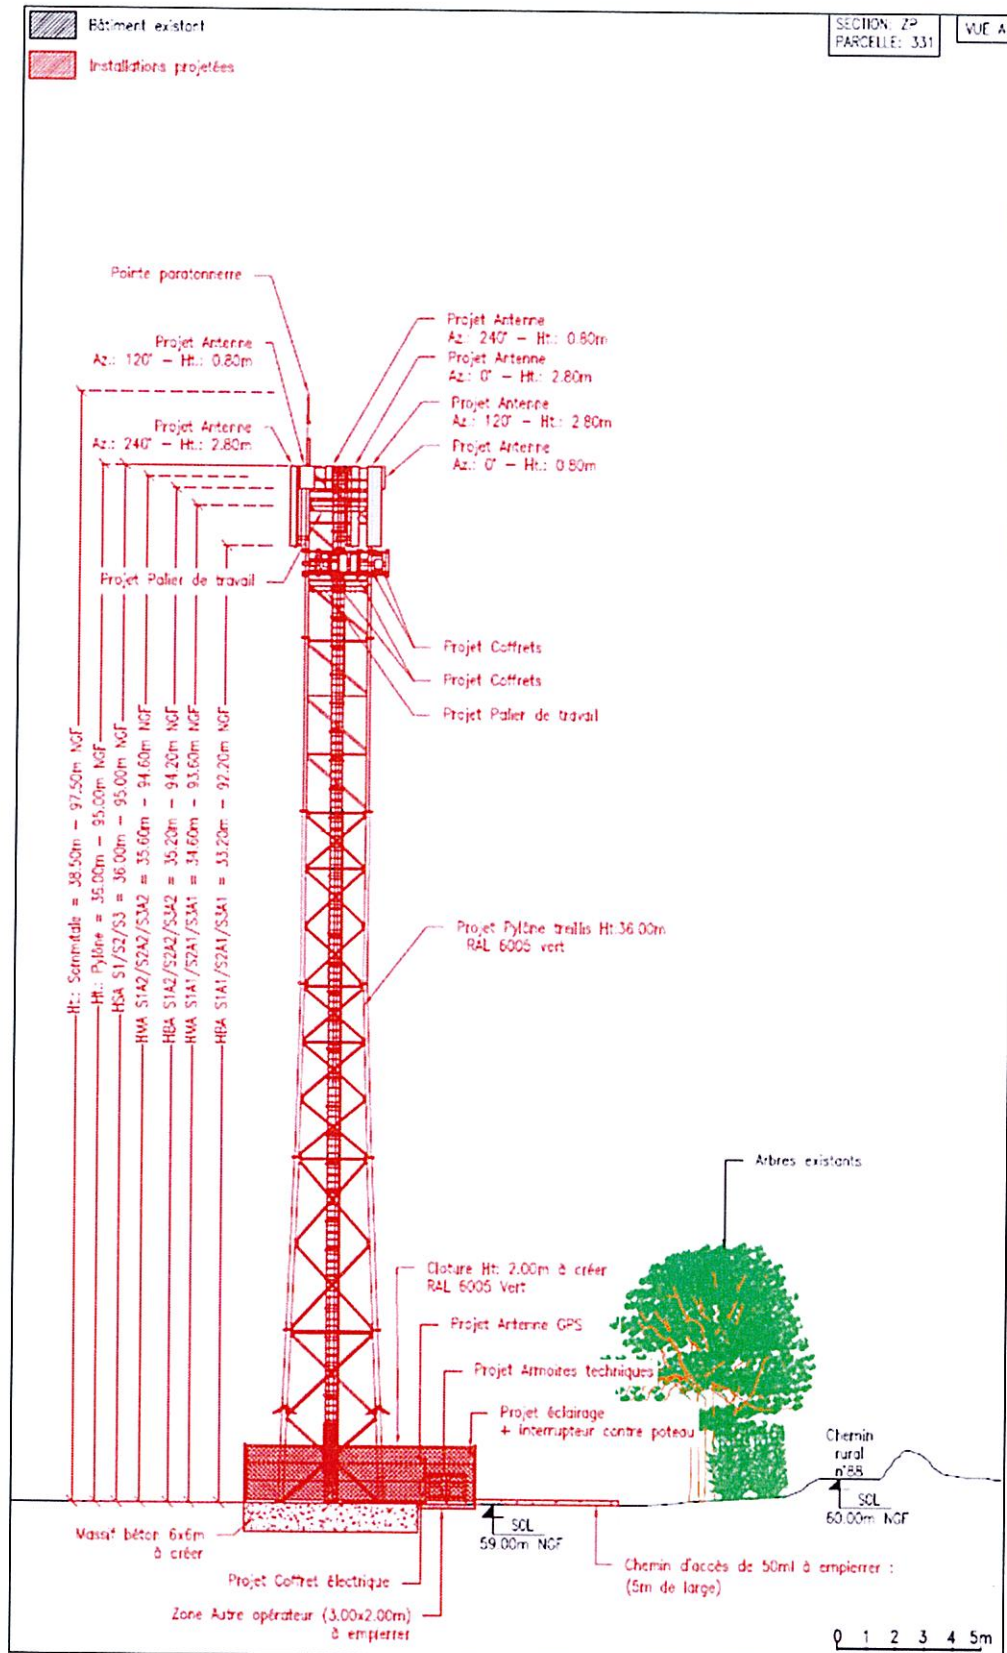 Bâtiment existant
Installations projetées
SECTION: ZP
PARCELLE: 331
VUE A
Pointe paratonnerre
Projet Antenne
Az.: 120° – Ht.: 0.80m
Projet Antenne
Az.: 240° – Ht.: 2.80m
Projet Antenne
Az.: 240° – Ht.: 0.80m
Projet Antenne
Az.: 0° – Ht.: 2.80m
Projet Antenne
Az.: 120° – Ht.: 2.80m
Projet Antenne
Az.: 0° – Ht.: 0.80m
Projet Palier de travail
Projet Coffrets
Projet Coffrets
Projet Palier de travail
Ht.: Sommitale = 38.50m – 97.50m NGF
Ht.: Pylône = 36.00m – 95.00m NGF
HSA S1/S2/S3 = 36.00m – 95.00m NGF
HMA S1A2/S2A2/S3A2 = 35.60m – 94.60m NGF
HBA S1A2/S2A2/S3A2 = 35.20m – 94.20m NGF
HMA S1A1/S2A1/S3A1 = 34.60m – 93.60m NGF
HBA S1A1/S2A1/S3A1 = 33.20m – 92.20m NGF
Projet Pylône treillis Ht:36.00m
RAL 6005 vert
Arbres existants
Cloture Ht: 2.00m à créer
RAL 6005 Vert
Projet Antenne GPS
Projet Armoires techniques
Projet éclairage
+ interrupteur contre poteau
Chemin
rural
n°88
SOL
60.00m NGF
SOL
59.00m NGF
Massif béton 6x6m
à créer
Projet Coffret électrique
Zone Autre opérateur (3.00x2.00m)
à empierrer
Chemin d'accès de 50ml à empierrer :
(5m de large)
0 1 2 3 4 5m